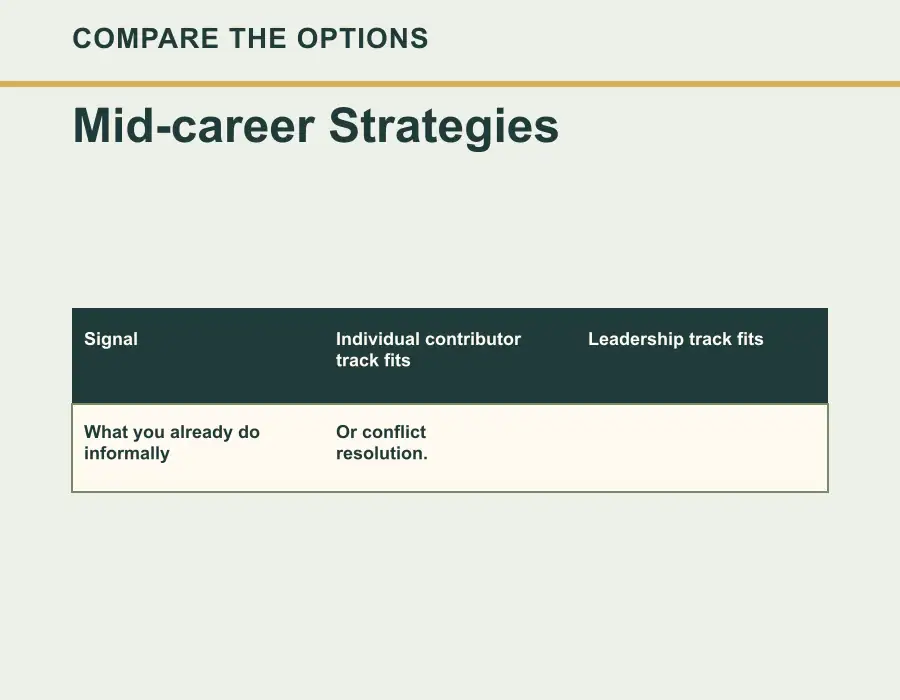 COMPARE THE OPTIONS
Mid-career Strategies
Signal
Individual contributor
track fits
Leadership track fits
What you already do
informally
Or conflict
resolution.